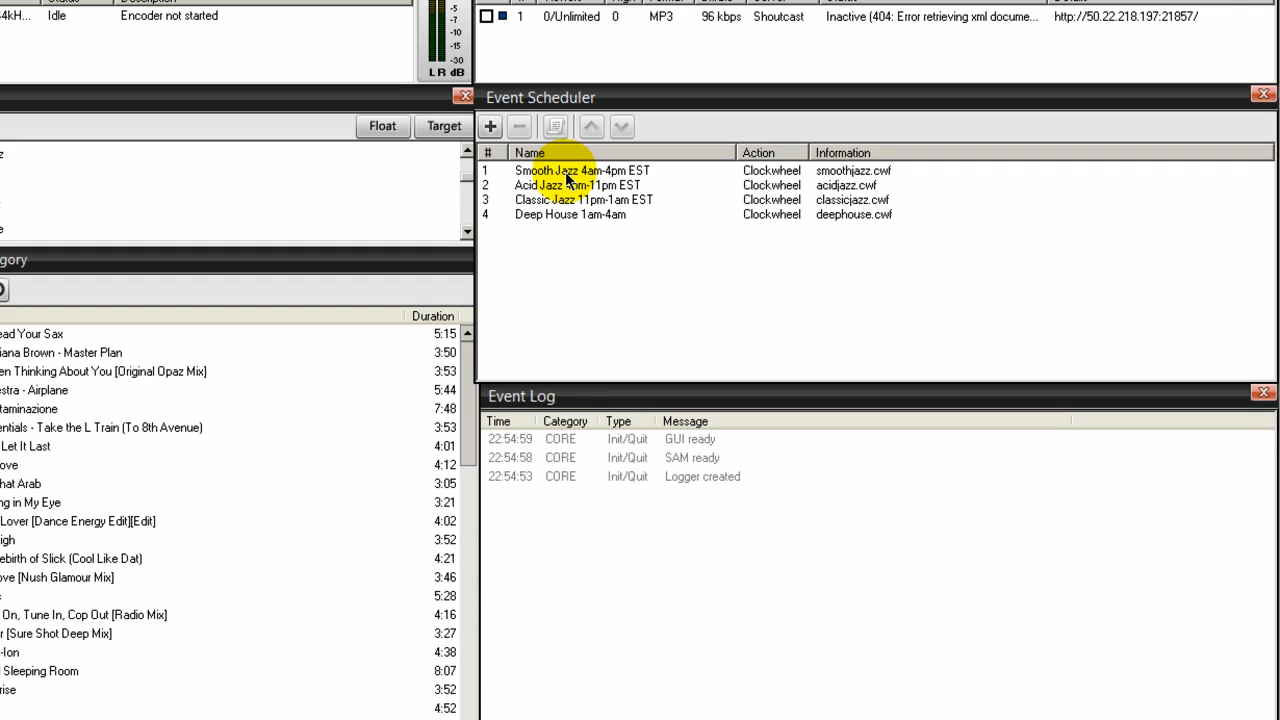 Idle Encoder not started
-5
-7
-10
-15
-30
L R dB
1 0/Unlimited 0 MP3 96 kbps Shoutcast Inactive (404: Error retrieving xml docume... http://50.22.218.197:21857/
Float Target
Event Scheduler
# Name Action Information
1 Smooth Jazz 4am-4pm EST Clockwheel smoothjazz.cwf
2 Acid Jazz 4pm-11pm EST Clockwheel acidjazz.cwf
3 Classic Jazz 11pm-1am EST Clockwheel classicjazz.cwf
4 Deep House 1am-4am Clockwheel deephouse.cwf
egory
Duration
ead Your Sax 5:15
iana Brown - Master Plan 3:50
en Thinking About You [Original Opaz Mix] 3:53
estra - Airplane 5:44
taminazione 7:48
entials - Take the L Train (To 8th Avenue) 3:53
Let It Last 4:01
ove 4:12
hat Arab 3:05
ng in My Eye 3:21
Lover [Dance Energy Edit][Edit] 4:02
igh 3:52
ebirth of Slick (Cool Like Dat) 4:21
ove [Nush Glamour Mix] 3:46
5:28
On, Tune In, Cop Out [Radio Mix] 4:16
r [Sure Shot Deep Mix] 3:27
-Ion 4:38
l Sleeping Room 8:07
rise 3:52
4:52
Event Log
Time Category Type Message
22:54:59 CORE Init/Quit GUI ready
22:54:58 CORE Init/Quit SAM ready
22:54:53 CORE Init/Quit Logger created